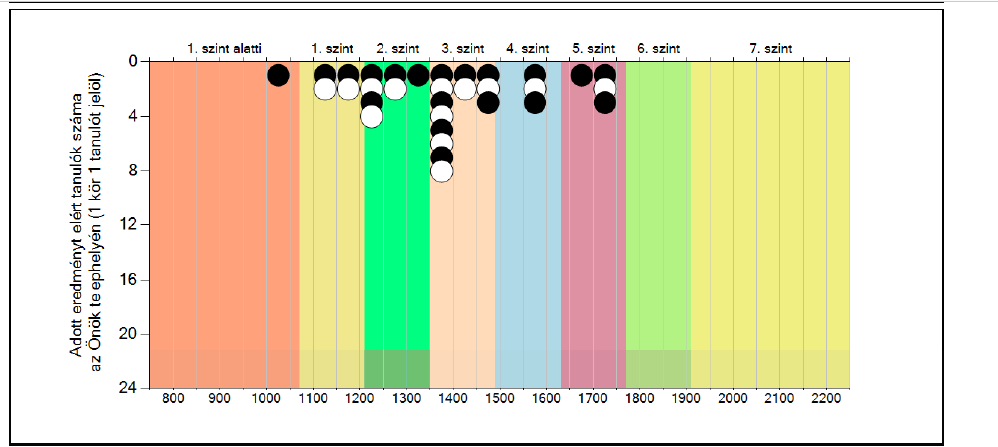 1. szint alatti 1. szint 2. szint 3. szint 4. szint 5. szint 6. szint 7. szint
0
4
8
12
16
20
24
Adott eredményt elért tanulók száma
az Önök telephelyén (1 kör 1 tanulót jelöl)
800 900 1000 1100 1200 1300 1400 1500 1600 1700 1800 1900 2000 2100 2200